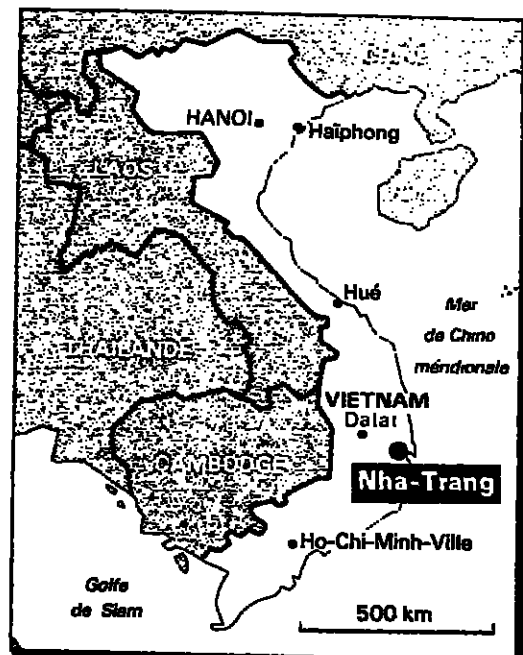 HANOI
Haïphong
LAOS
Hué
Mer
de Chine
méridionale
THAILANDE
VIETNAM
Dalat
Nha-Trang
CAMBODGE
Ho-Chi-Minh-Ville
Golfe
de Siam
500 km